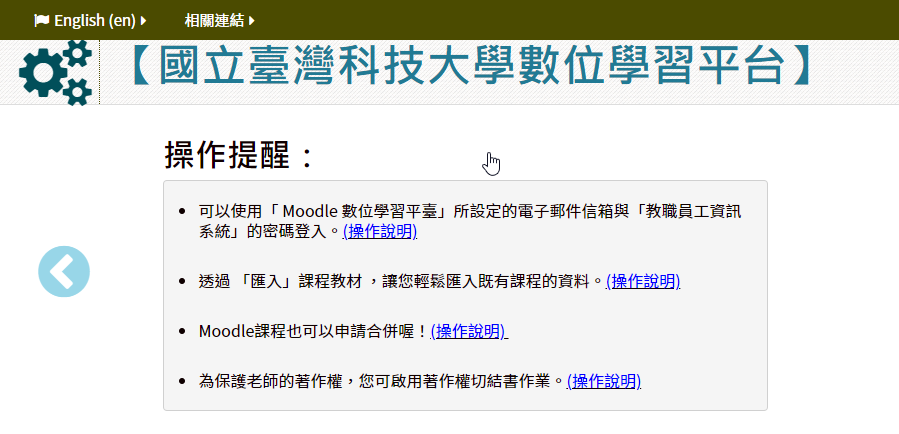 English (en) 相關連結
【國立臺灣科技大學數位學習平台】
操作提醒：
可以使用「 Moodle 數位學習平臺」所設定的電子郵件信箱與「教職員工資訊
系統」的密碼登入。(操作說明)
透過 「匯入」課程教材 ，讓您輕鬆匯入既有課程的資料。(操作說明)
Moodle課程也可以申請合併喔！(操作說明)
為保護老師的著作權，您可啟用著作權切結書作業。(操作說明)